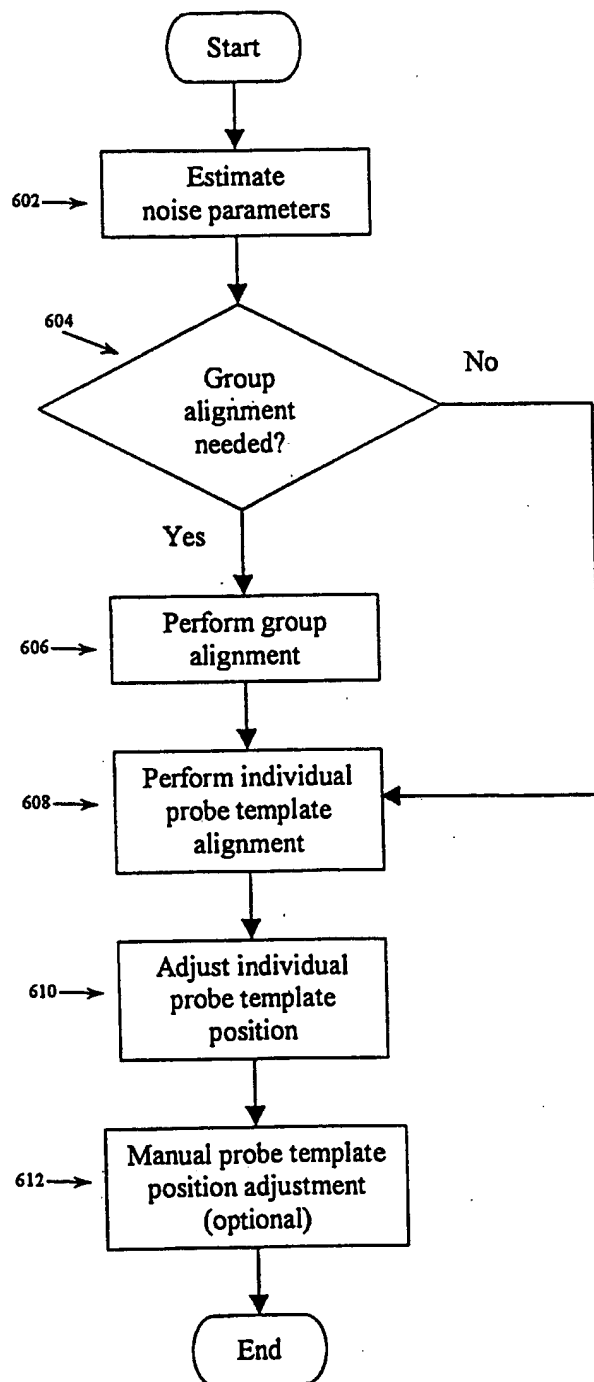 Start
602
Estimate
noise parameters
604
Group
alignment
needed?
No
Yes
606
Perform group
alignment
608
Perform individual
probe template
alignment
610
Adjust individual
probe template
position
612
Manual probe template
position adjustment
(optional)
End